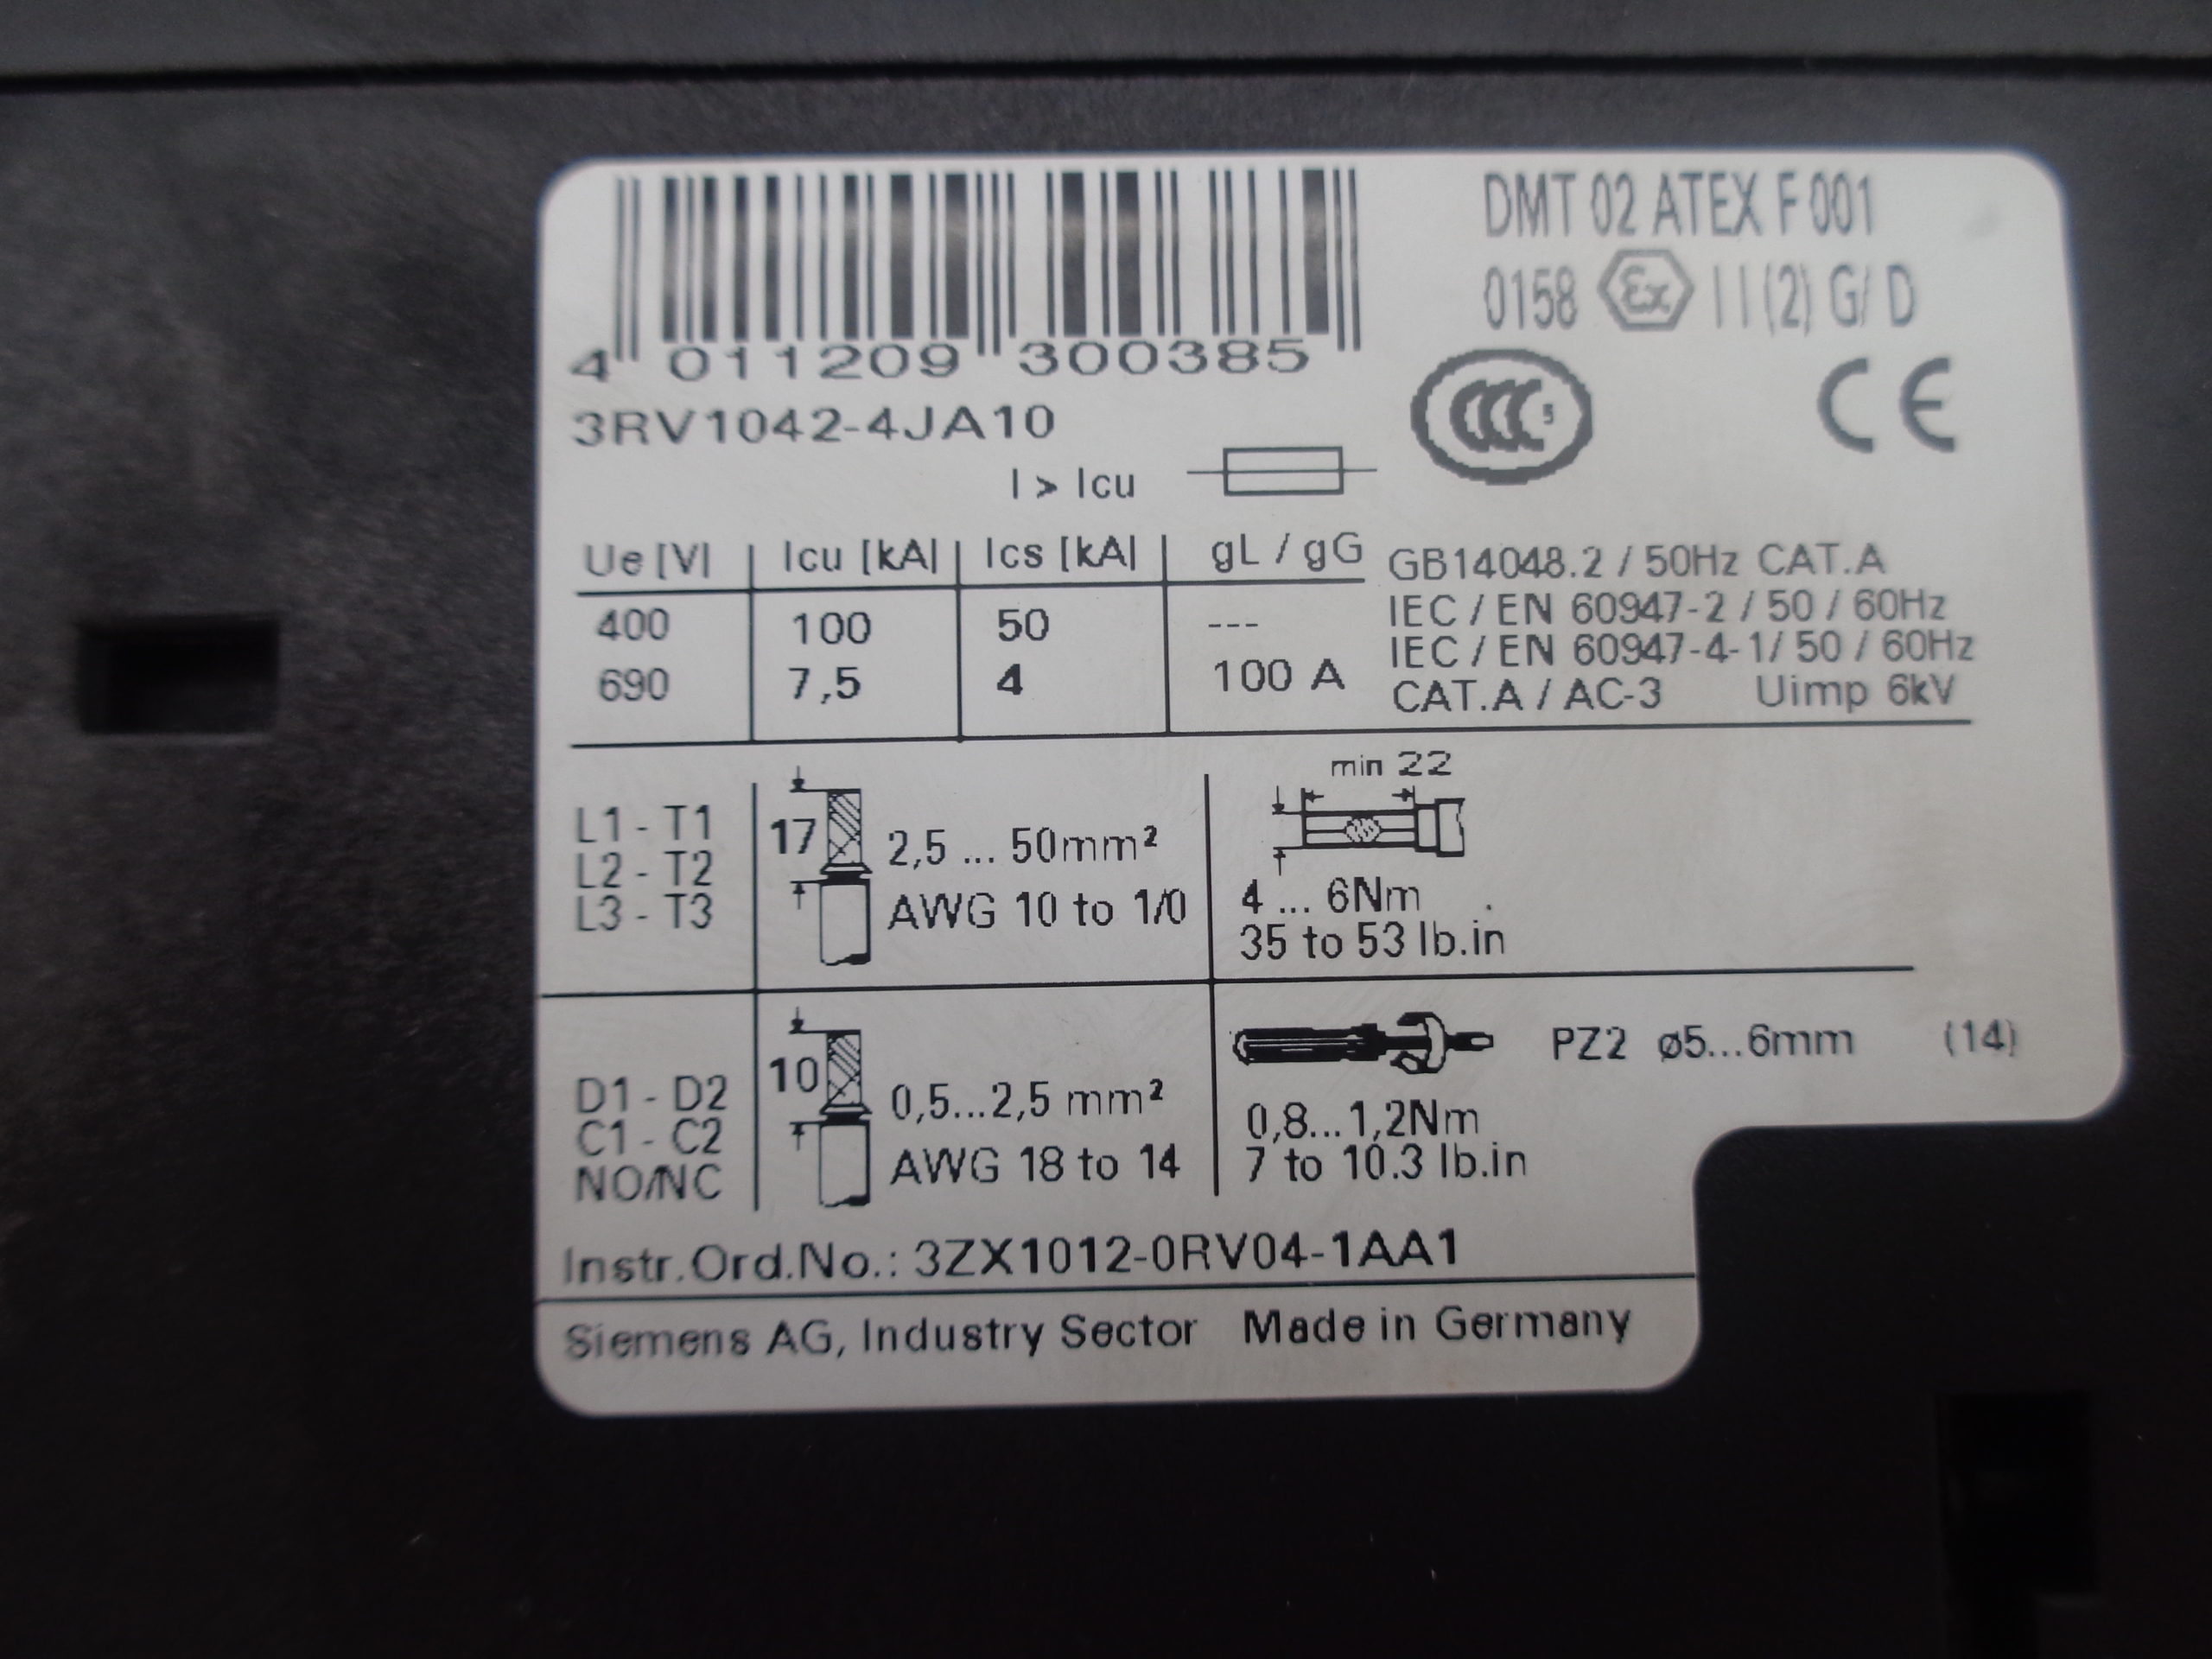 DMT 02 ATEX F 001
0158 Ex II (2) G/D
4 011209 300385
CCC S
CE
3RV1042-4JA10
I > Icu
Ue [V] Icu [kA] Ics [kA] gL / gG
400 100 50 ---
690 7,5 4 100 A
GB14048.2 / 50Hz CAT.A
IEC / EN 60947-2 / 50 / 60Hz
IEC / EN 60947-4-1/ 50 / 60Hz
CAT.A / AC-3 Uimp 6kV
L1 - T1
L2 - T2
L3 - T3
17
2,5 ... 50mm²
AWG 10 to 1/0
min 22
4 ... 6Nm
35 to 53 lb.in
D1 - D2
C1 - C2
NO/NC
10
0,5...2,5 mm²
AWG 18 to 14
PZ2 ø5...6mm (14)
0,8...1,2Nm
7 to 10.3 lb.in
Instr.Ord.No.: 3ZX1012-0RV04-1AA1
Siemens AG, Industry Sector Made in Germany